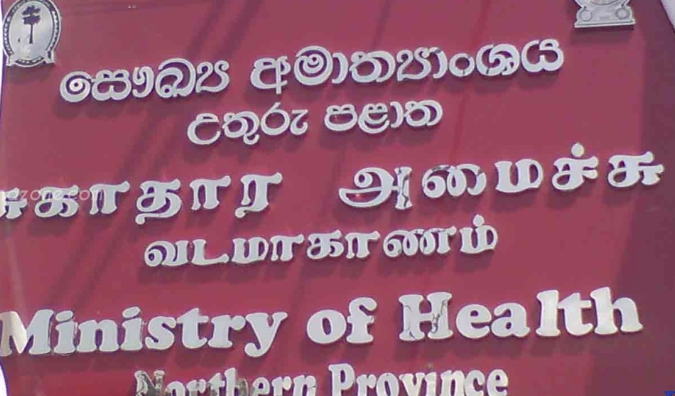 සෞඛ්‍ය අමාත්‍යාංශය
උතුරු පළාත
சுகாதார அமைச்சு
வடமாகாணம்
Ministry of Health
Northern Province